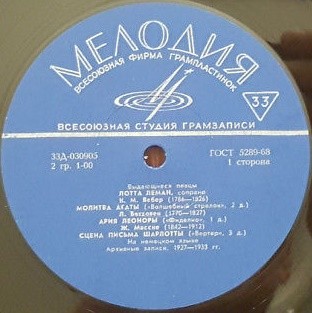 МЕЛОДИЯ
ВСЕСОЮЗНАЯ ФИРМА ГРАМПЛАСТИНОК
33
ВСЕСОЮЗНАЯ СТУДИЯ ГРАМЗАПИСИ
33Д-030905 ГОСТ 5289-68
2 гр. 1-00 1 сторона
Выдающиеся певцы
ЛОТТА ЛЕМАН, сопрано
К. М. Вебер (1786—1826)
МОЛИТВА АГАТЫ («Волшебный стрелок», 2 д.)
Л. Бетховен (1770—1827)
АРИЯ ЛЕОНОРЫ («Фиделио», 1 д.)
Ж. Массне (1842—1912)
СЦЕНА ПИСЬМА ШАРЛОТТЫ («Вертер», 3 д.)
На немецком языке
Архивные записи, 1927—1933 гг.